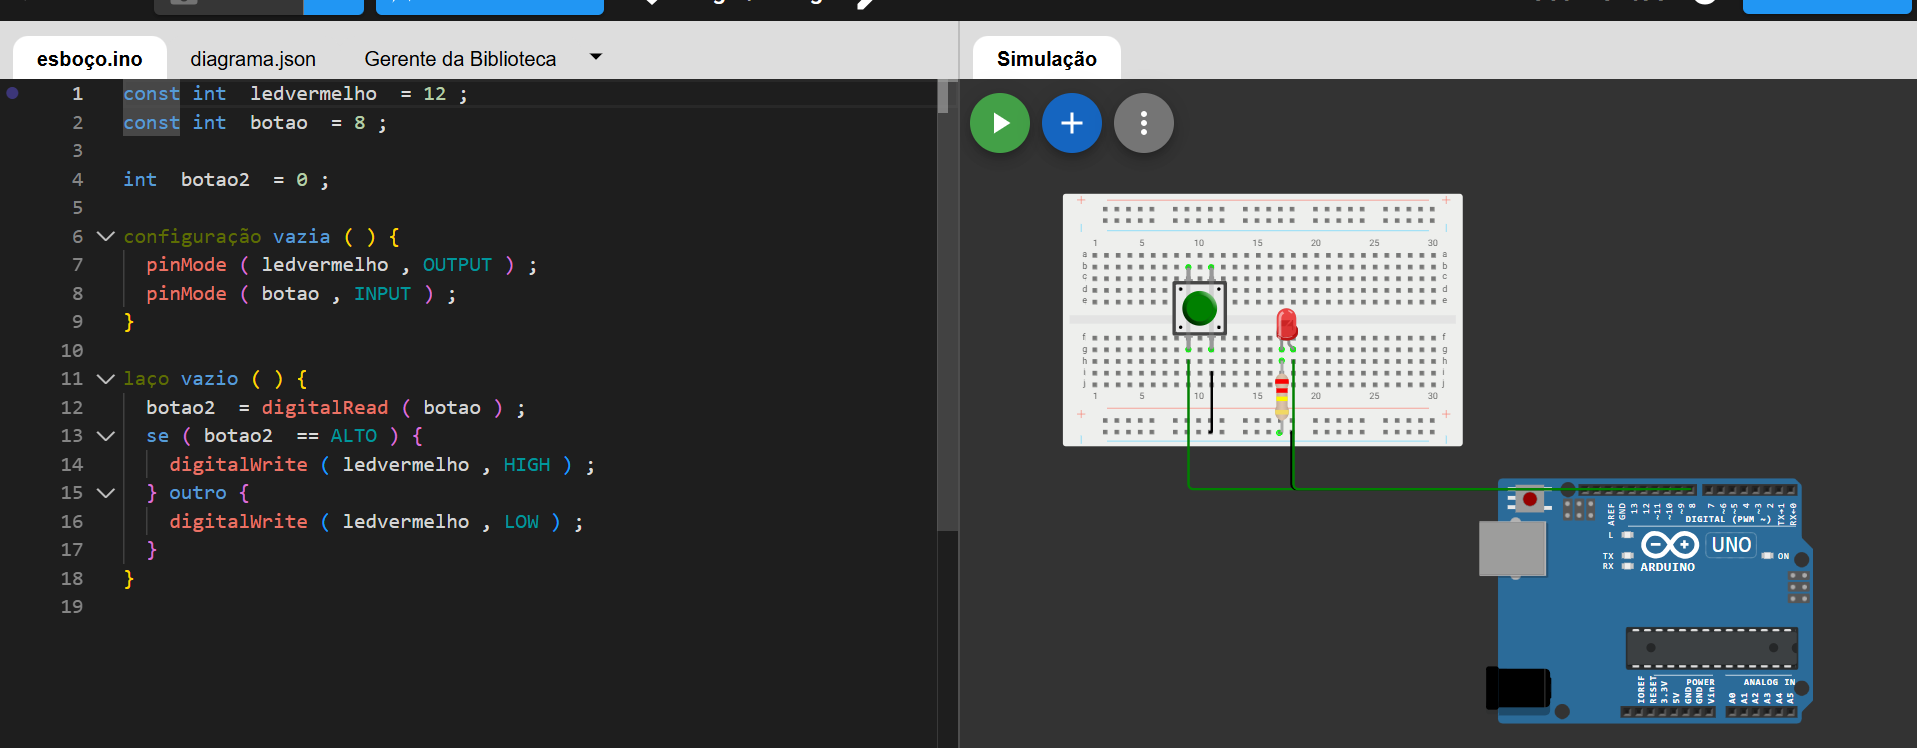 esboço.ino diagrama.json Gerente da Biblioteca
Simulação
1 const int ledvermelho = 12 ;
2 const int botao = 8 ;
3
4 int botao2 = 0 ;
5
6 configuração vazia ( ) {
7 pinMode ( ledvermelho , OUTPUT ) ;
8 pinMode ( botao , INPUT ) ;
9 }
10
11 laço vazio ( ) {
12 botao2 = digitalRead ( botao ) ;
13 se ( botao2 == ALTO ) {
14 digitalWrite ( ledvermelho , HIGH ) ;
15 } outro {
16 digitalWrite ( ledvermelho , LOW ) ;
17 }
18 }
19
1 5 10 15 20 25 30
a a
b b
c c
d d
e e
f f
g g
h h
i i
j j
1 5 15 20 25 30
AREF GND 13 12 ~11 ~10 ~9 8 7 ~6 ~5 4 ~3 2 TX→1 RX←0
DIGITAL (PWM ~)
L
TX
RX
UNO
ON
ARDUINO
POWER ANALOG IN
IOREF RESET 3.3V 5V GND GND Vin A0 A1 A2 A3 A4 A5